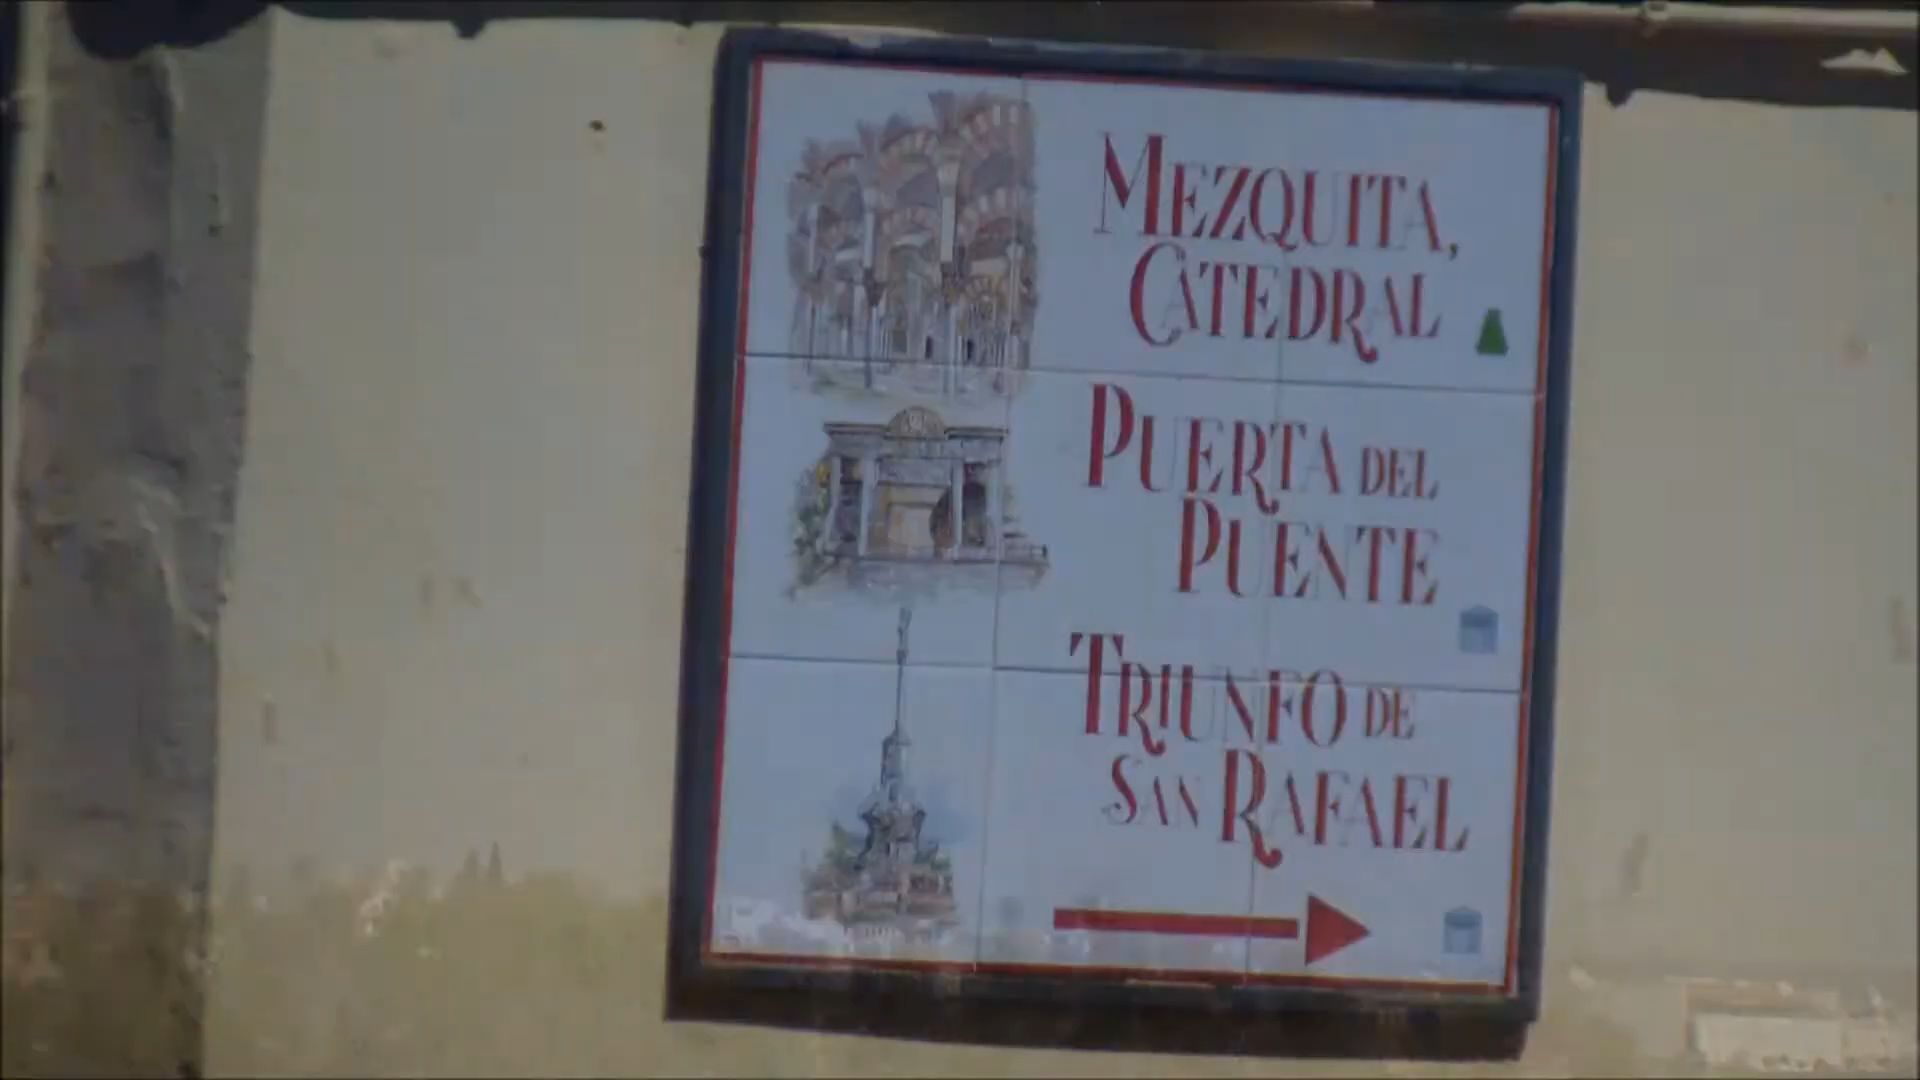 MEZQUITA,
CATEDRAL
PUERTA DEL
PUENTE
TRIUNFO DE
SAN RAFAEL